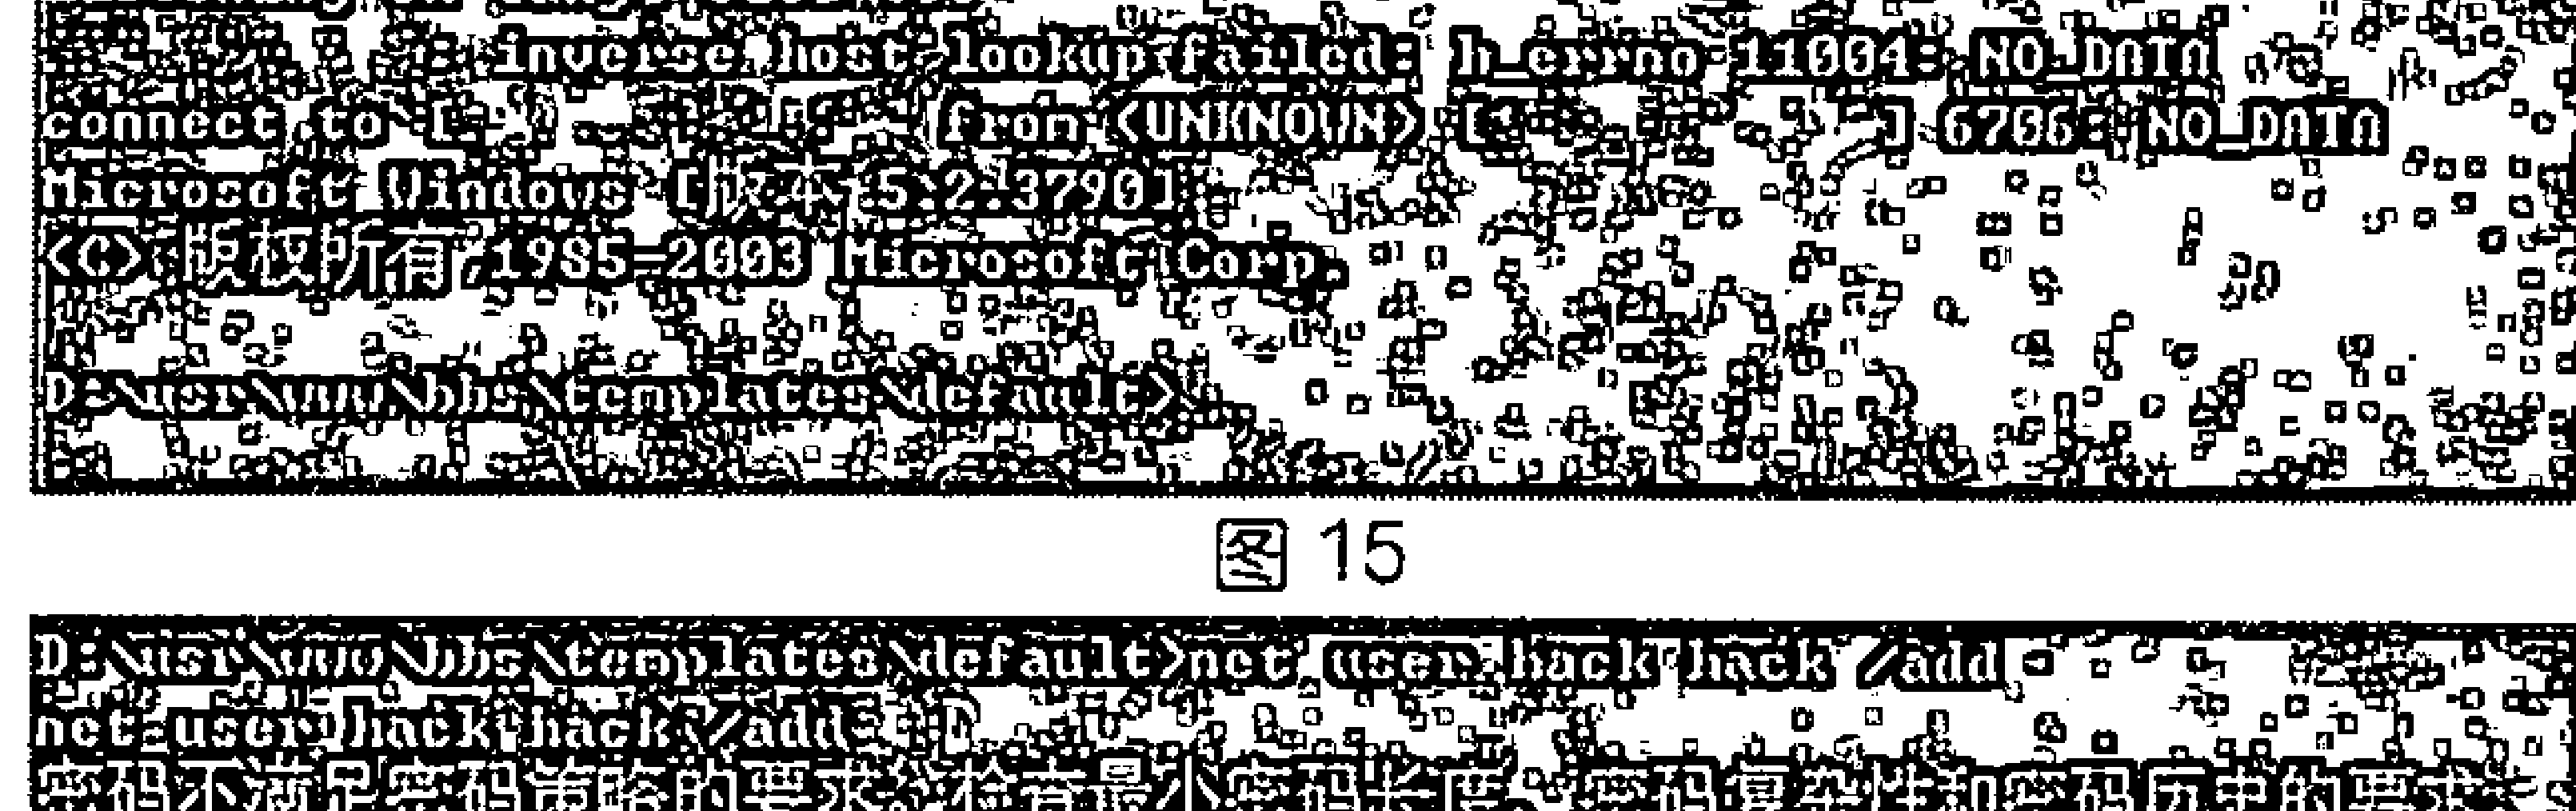 inverse host lookup failed: h_errno 11004: NO_DATA
connect to [ from <UNKNOWN> [ ] 6706: NO_DATA
Microsoft Windows [版本 5.2.3790]
<C> 版权所有 1985-2003 Microsoft Corp.
D:\usr\www\bbs\templates\default>
图 15
D:\usr\www\bbs\templates\default>net user hack hack /add
net user hack hack /add
密码不满足密码策略的要求。检查最小密码长度、密码复杂性和密码历史的要求